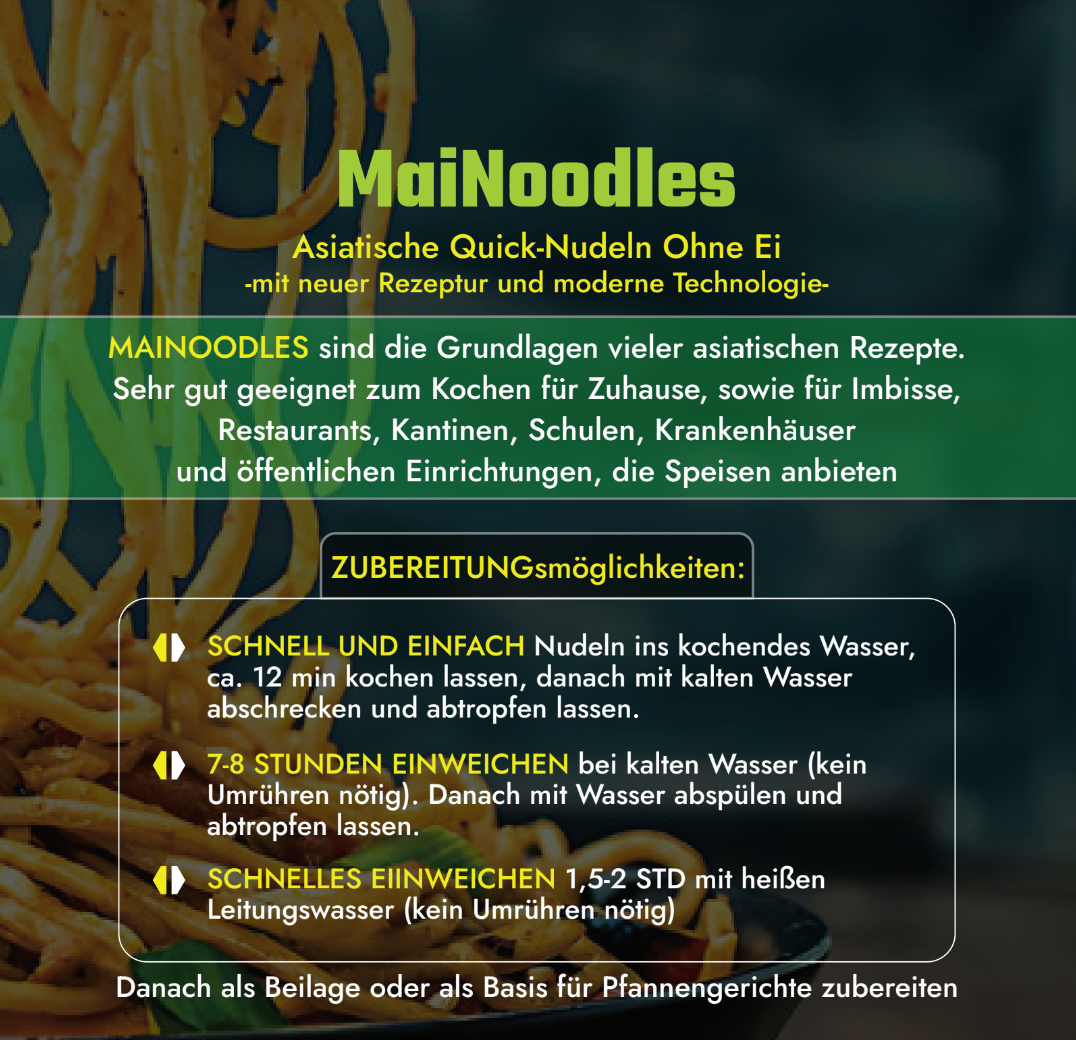 MaiNoodles
Asiatische Quick-Nudeln Ohne Ei
-mit neuer Rezeptur und moderne Technologie-
MAINOODLES sind die Grundlagen vieler asiatischen Rezepte.
Sehr gut geeignet zum Kochen für Zuhause, sowie für Imbisse,
Restaurants, Kantinen, Schulen, Krankenhäuser
und öffentlichen Einrichtungen, die Speisen anbieten
ZUBEREITUNGsmöglichkeiten:
SCHNELL UND EINFACH Nudeln ins kochendes Wasser,
ca. 12 min kochen lassen, danach mit kalten Wasser
abschrecken und abtropfen lassen.
7-8 STUNDEN EINWEICHEN bei kalten Wasser (kein
Umrühren nötig). Danach mit Wasser abspülen und
abtropfen lassen.
SCHNELLES EIINWEICHEN 1,5-2 STD mit heißen
Leitungswasser (kein Umrühren nötig)
Danach als Beilage oder als Basis für Pfannengerichte zubereiten